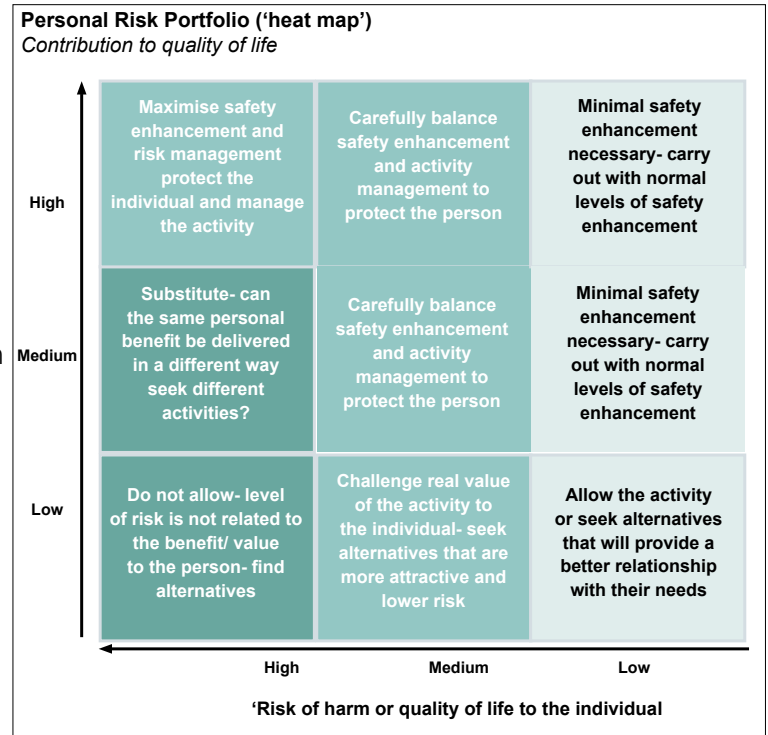 Personal Risk Portfolio (‘heat map’)
Contribution to quality of life
High
Maximise safety
enhancement and
risk management
protect the
individual and manage
the activity
Carefully balance
safety enhancement
and activity
management to
protect the person
Minimal safety
enhancement
necessary- carry
out with normal
levels of safety
enhancement
Medium
Substitute- can
the same personal
benefit be delivered
in a different way
seek different
activities?
Carefully balance
safety enhancement
and activity
management to
protect the person
Minimal safety
enhancement
necessary- carry
out with normal
levels of safety
enhancement
Low
Do not allow- level
of risk is not related to
the benefit/ value
to the person- find
alternatives
Challenge real value
of the activity to
the individual- seek
alternatives that are
more attractive and
lower risk
Allow the activity
or seek alternatives
that will provide a
better relationship
with their needs
High Medium Low
‘Risk of harm or quality of life to the individual